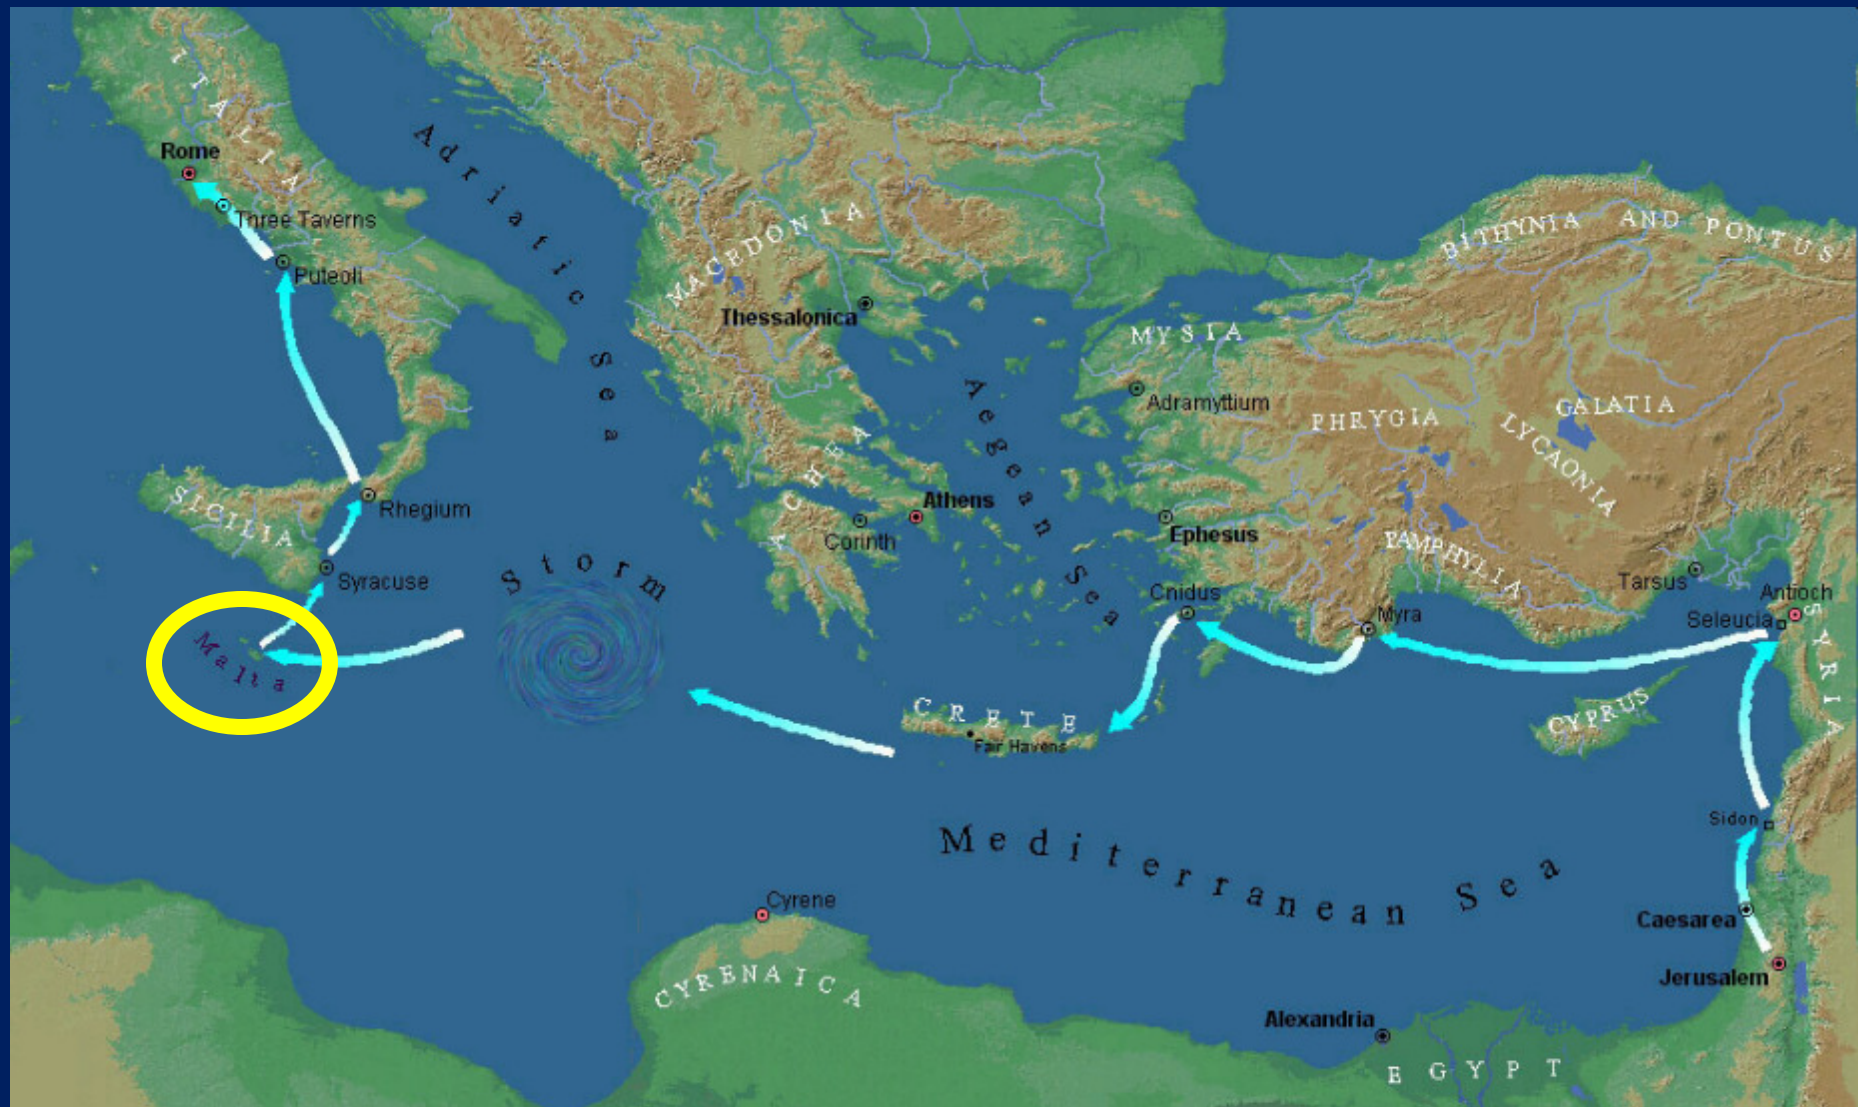 ITALIA
Rome
Three Taverns
Puteoli
Adriatic Sea
MACEDONIA
Thessalonica
BITHYNIA AND PONTUS
MYSIA
Adramyttium
Aegean Sea
PHRYGIA
GALATIA
LYCAONIA
ACHEA
Athens
Corinth
Ephesus
PAMPHYLIA
SICILIA
Rhegium
Syracuse
Storm
Cnidus
Myra
Tarsus
Antioch
Seleucia
SYRIA
Malta
CRETE
Fair Havens
CYPRUS
Sidon
Mediterranean Sea
Cyrene
CYRENAICA
Caesarea
Jerusalem
Alexandria
EGYPT